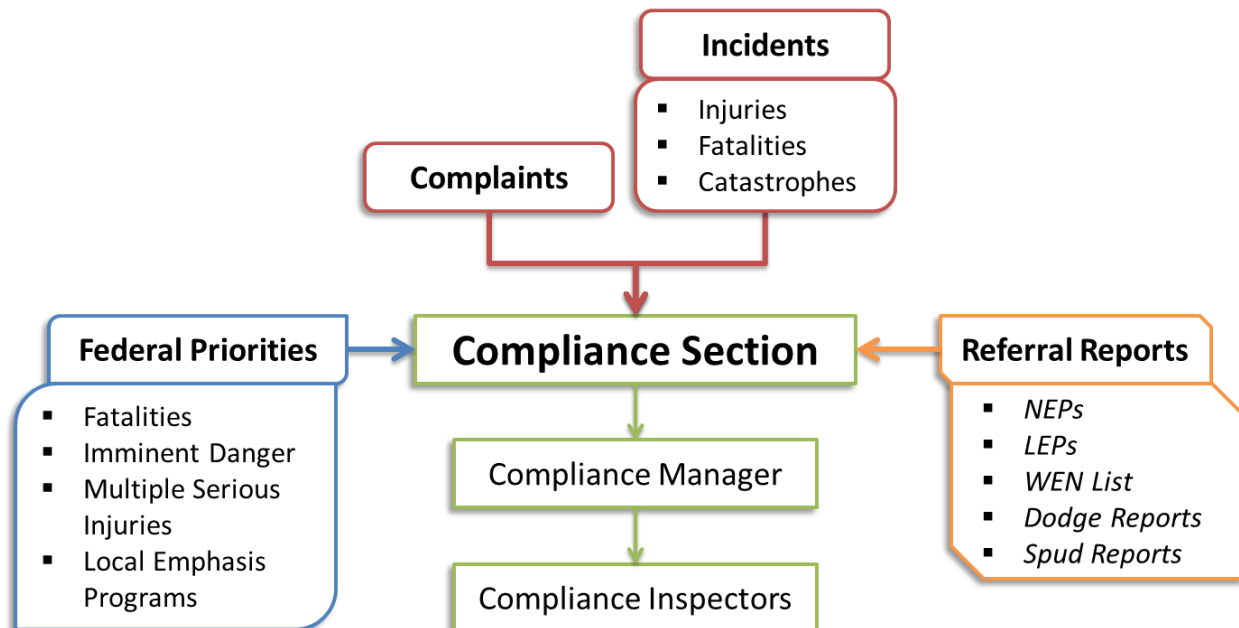 Incidents
▪ Injuries
▪ Fatalities
▪ Catastrophes
Complaints
Federal Priorities
▪ Fatalities
▪ Imminent Danger
▪ Multiple Serious
Injuries
▪ Local Emphasis
Programs
Compliance Section
Compliance Manager
Compliance Inspectors
Referral Reports
▪ NEPs
▪ LEPs
▪ WEN List
▪ Dodge Reports
▪ Spud Reports